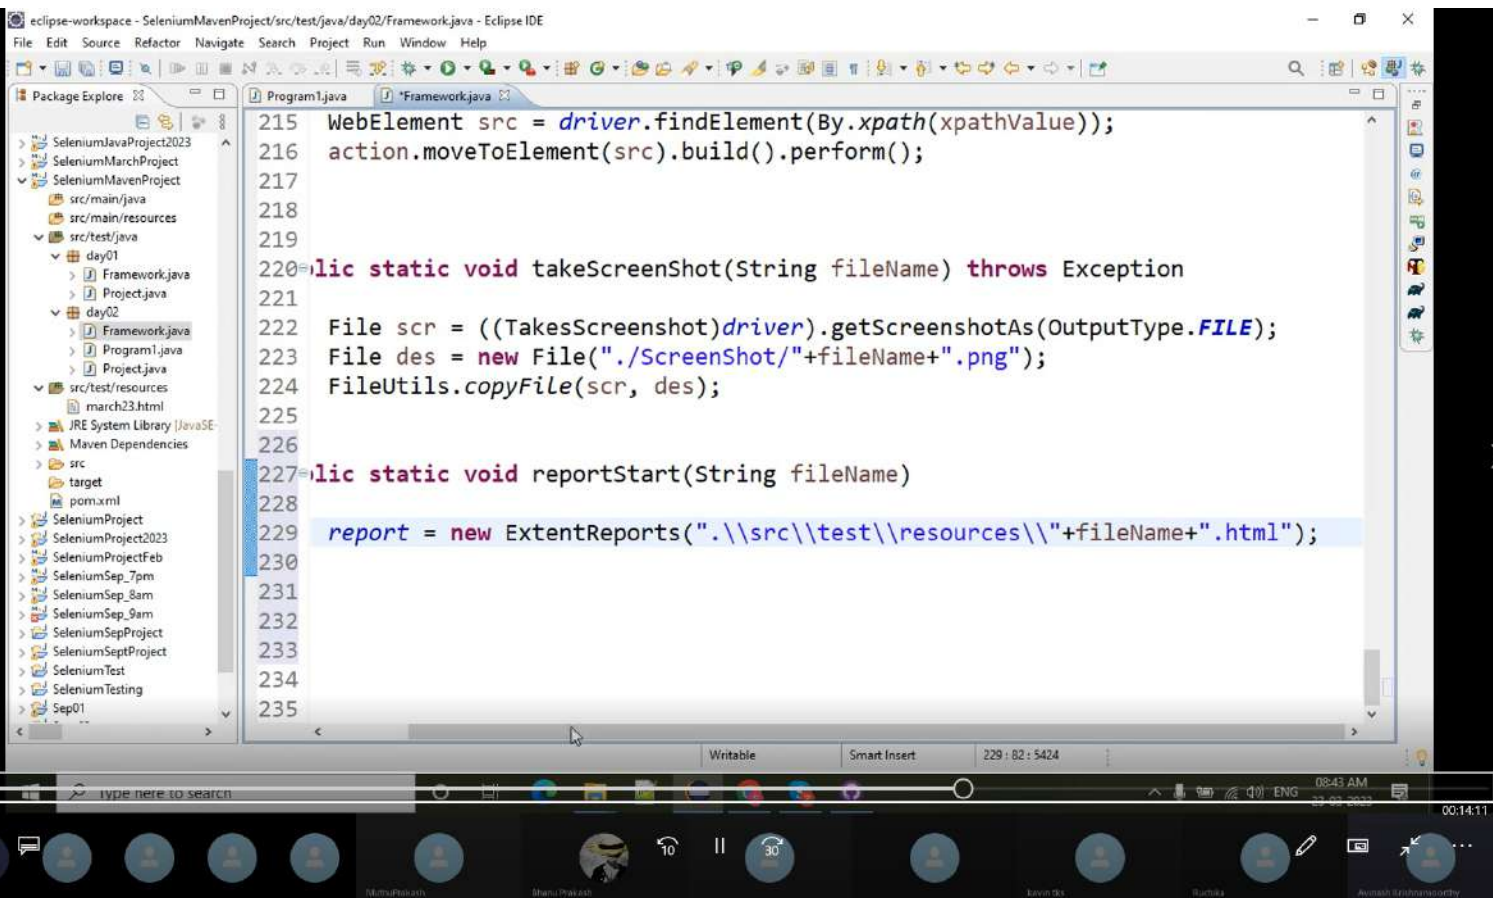 eclipse-workspace - SeleniumMavenProject/src/test/java/day02/Framework.java - Eclipse IDE
File Edit Source Refactor Navigate Search Project Run Window Help
Package Explore
Program1.java
*Framework.java
SeleniumJavaProject2023
SeleniumMarchProject
SeleniumMavenProject
src/main/java
src/main/resources
src/test/java
day01
Framework.java
Project.java
day02
Framework.java
Program1.java
Project.java
src/test/resources
march23.html
JRE System Library [JavaSE-
Maven Dependencies
src
target
pom.xml
SeleniumProject
SeleniumProject2023
SeleniumProjectFeb
SeleniumSep_7pm
SeleniumSep_8am
SeleniumSep_9am
SeleniumSepProject
SeleniumSeptProject
SeleniumTest
SeleniumTesting
Sep01
215 WebElement src = driver.findElement(By.xpath(xpathValue));
216 action.moveToElement(src).build().perform();
217
218
219
220 lic static void takeScreenShot(String fileName) throws Exception
221
222 File scr = ((TakesScreenshot)driver).getScreenshotAs(OutputType.FILE);
223 File des = new File("./ScreenShot/"+fileName+".png");
224 FileUtils.copyFile(scr, des);
225
226
227 lic static void reportStart(String fileName)
228
229 report = new ExtentReports(".\\src\\test\\resources\\"+fileName+".html");
230
231
232
233
234
235
Writable Smart Insert 229 : 82 : 5424
Type here to search
ENG
08:43 AM
00:14:11
10
30
MuthuPrakash
Bhanu Prakash
kavin tks
Ruchika
Avinash Krishnamoorthy